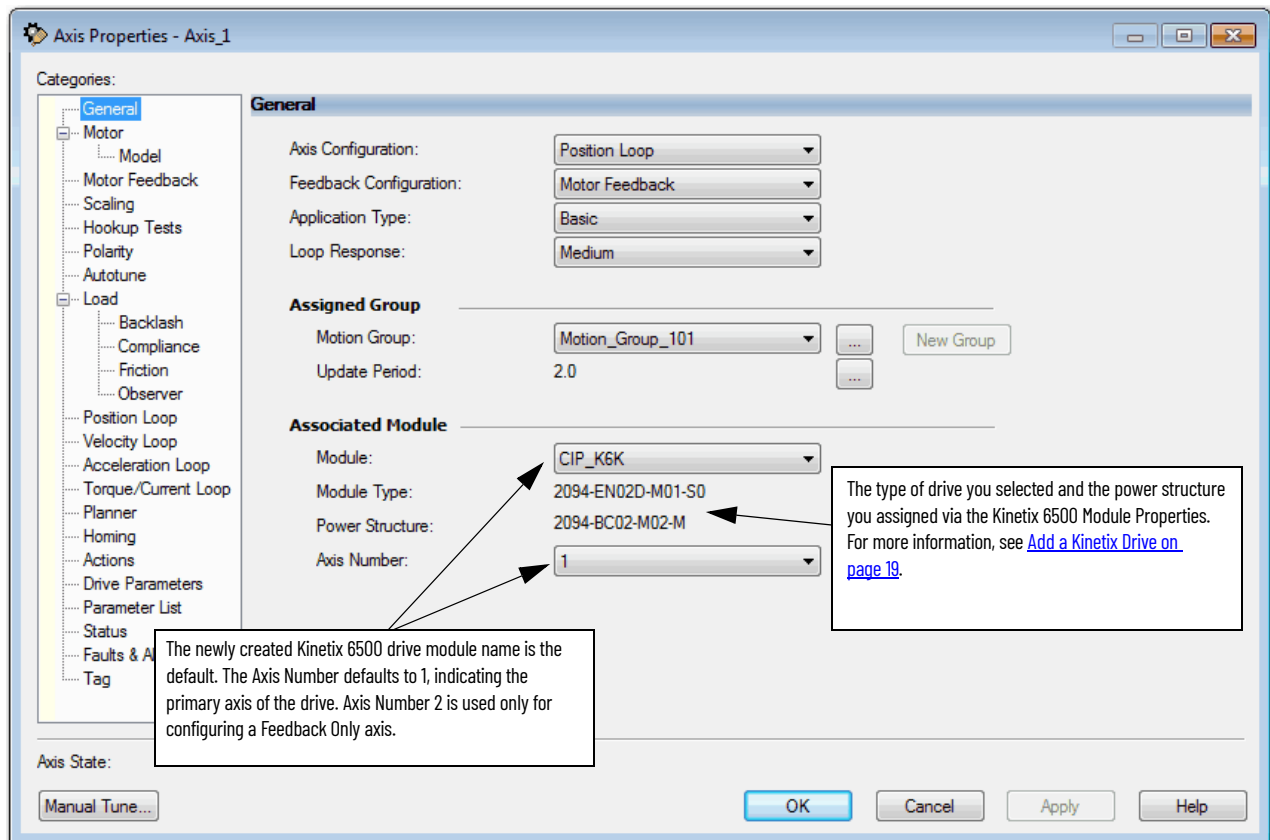 Axis Properties - Axis_1
Categories:
General
Motor
Model
Motor Feedback
Scaling
Hookup Tests
Polarity
Autotune
Load
Backlash
Compliance
Friction
Observer
Position Loop
Velocity Loop
Acceleration Loop
Torque/Current Loop
Planner
Homing
Actions
Drive Parameters
Parameter List
Status
Faults & A
Tag
General
Axis Configuration: Position Loop
Feedback Configuration: Motor Feedback
Application Type: Basic
Loop Response: Medium
Assigned Group
Motion Group: Motion_Group_101 ... New Group
Update Period: 2.0 ...
Associated Module
Module: CIP_K6K
Module Type: 2094-EN02D-M01-S0
Power Structure: 2094-BC02-M02-M
Axis Number: 1
The type of drive you selected and the power structure
you assigned via the Kinetix 6500 Module Properties.
For more information, see Add a Kinetix Drive on
page 19.
The newly created Kinetix 6500 drive module name is the
default. The Axis Number defaults to 1, indicating the
primary axis of the drive. Axis Number 2 is used only for
configuring a Feedback Only axis.
Axis State:
Manual Tune... OK Cancel Apply Help